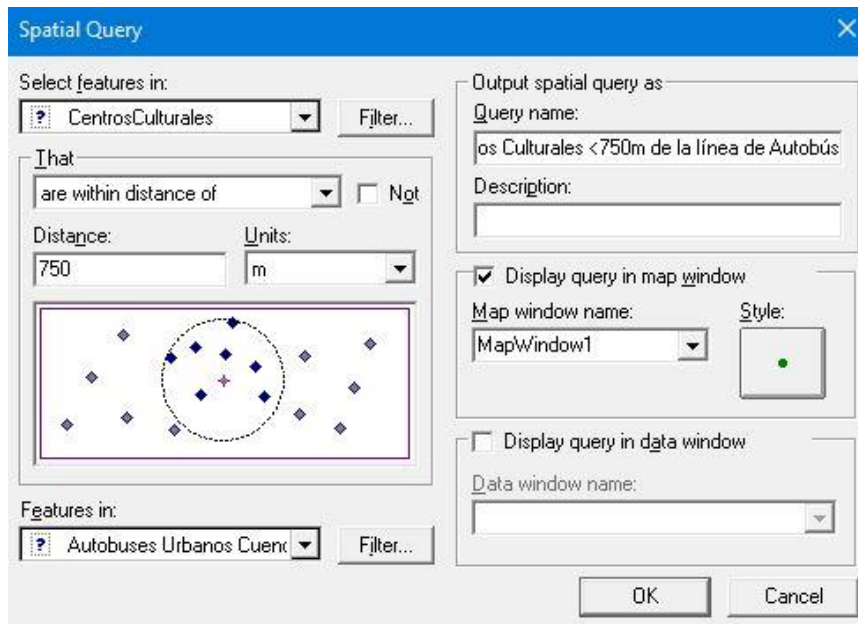 Spatial Query
Select features in:
? CentrosCulturales
Filter...
That
are within distance of
Not
Distance:
Units:
750
m
Features in:
? Autobuses Urbanos Cuenc
Filter...
Output spatial query as
Query name:
os Culturales <750m de la línea de Autobús
Description:
Display query in map window
Map window name:
Style:
MapWindow1
Display query in data window
Data window name:
OK
Cancel